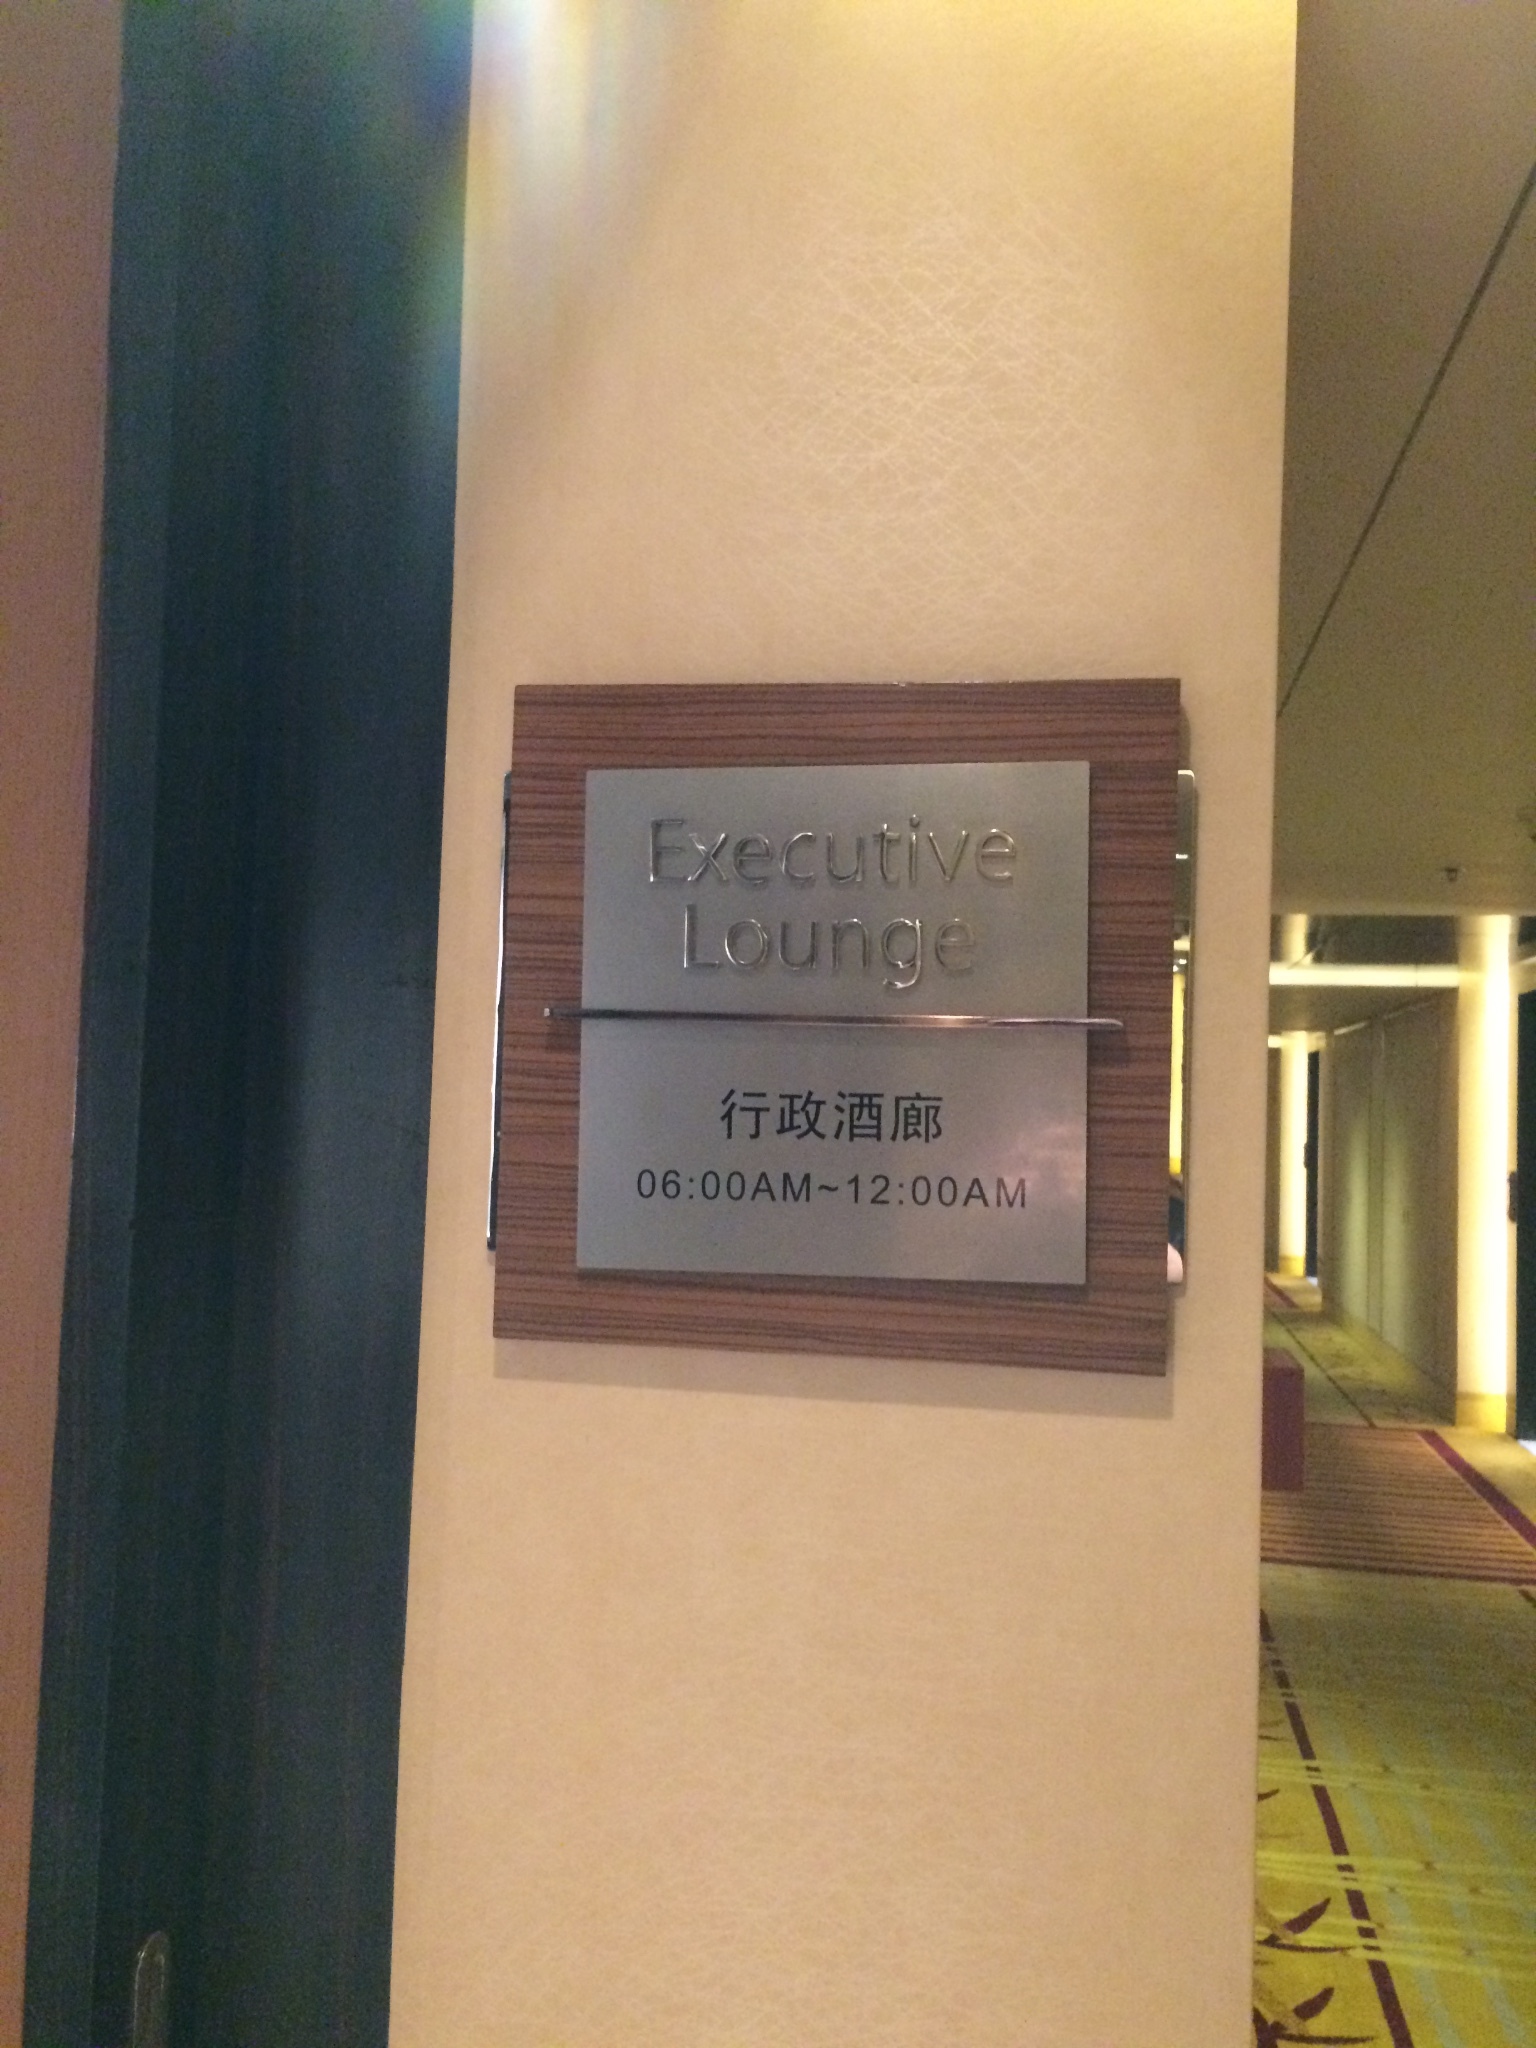 Executive
Lounge
行政酒廊
06:00AM~12:00AM